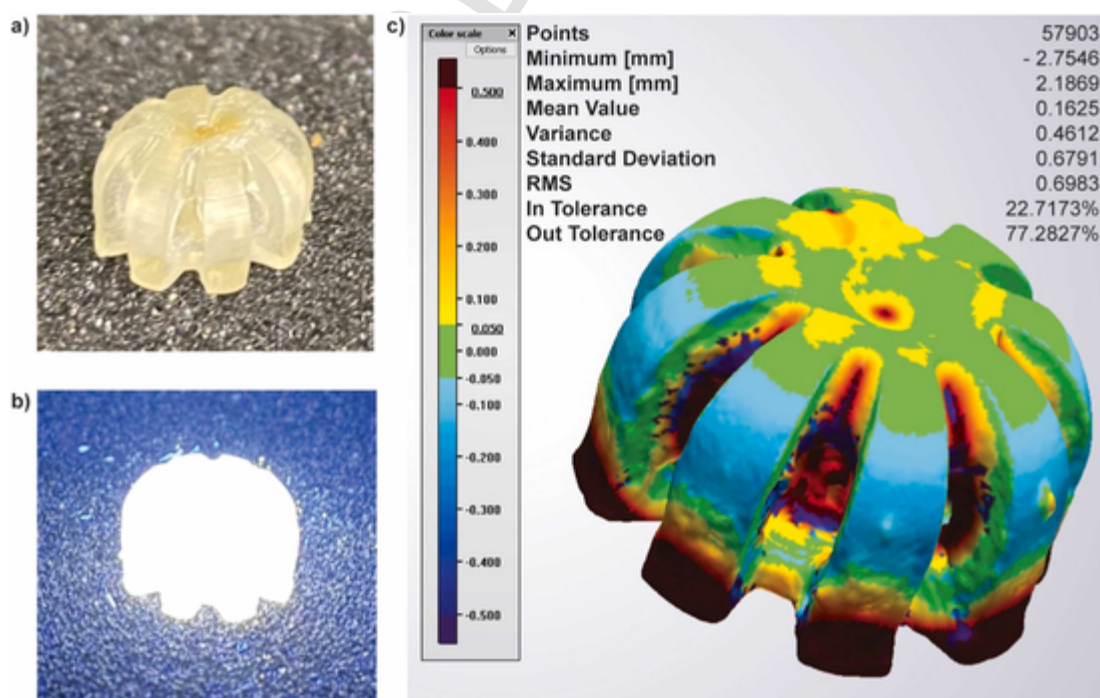 a)
b)
c)
Color scale
Options
0.500
0.400
0.300
0.200
0.100
0.050
0.000
-0.050
-0.100
-0.200
-0.300
-0.400
-0.500
Points 57903
Minimum [mm] - 2.7546
Maximum [mm] 2.1869
Mean Value 0.1625
Variance 0.4612
Standard Deviation 0.6791
RMS 0.6983
In Tolerance 22.7173%
Out Tolerance 77.2827%